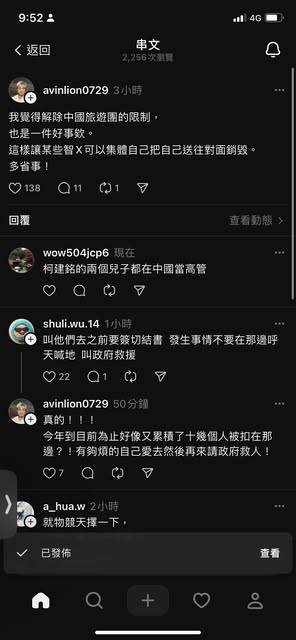 9:52
4G
返回
串文
2,256次瀏覽
avinlion0729 3小時
我覺得解除中國旅遊團的限制，
也是一件好事欸。
這樣讓某些智X可以集體自己把自己送往對面銷毀。
多省事！
138 11 1
回覆
查看動態
wow504jcp6 現在
柯建銘的兩個兒子都在中國當高管
shuli.wu.14 1小時
叫他們去之前要簽切結書 發生事情不要在那邊呼
天喊地 叫政府救援
22 1
avinlion0729 50分鐘
真的！！！
今年到目前為止好像又累積了十幾個人被扣在那
邊？！有夠煩的自己愛去然後再來請政府救人！
7
a_hua.w 2小時
就物競天擇一下，
已發佈
查看